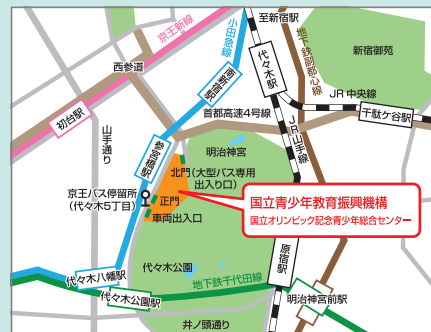 至新宿駅
京王新線
小田急線
地下鉄副都心線
新宿御苑
西参道
南新宿駅
代々木駅
JR中央線
千駄ケ谷駅
初台駅
首都高速4号線
山手通り
参宮橋駅
明治神宮
JR山手線
北門(大型バス専用
出入り口)
京王バス停留所
(代々木5丁目)
正門
車両出入口
国立青少年教育振興機構
国立オリンピック記念青少年総合センター
原宿駅
代々木八幡駅
代々木公園
地下鉄千代田線
代々木公園駅
明治神宮前駅
井ノ頭通り